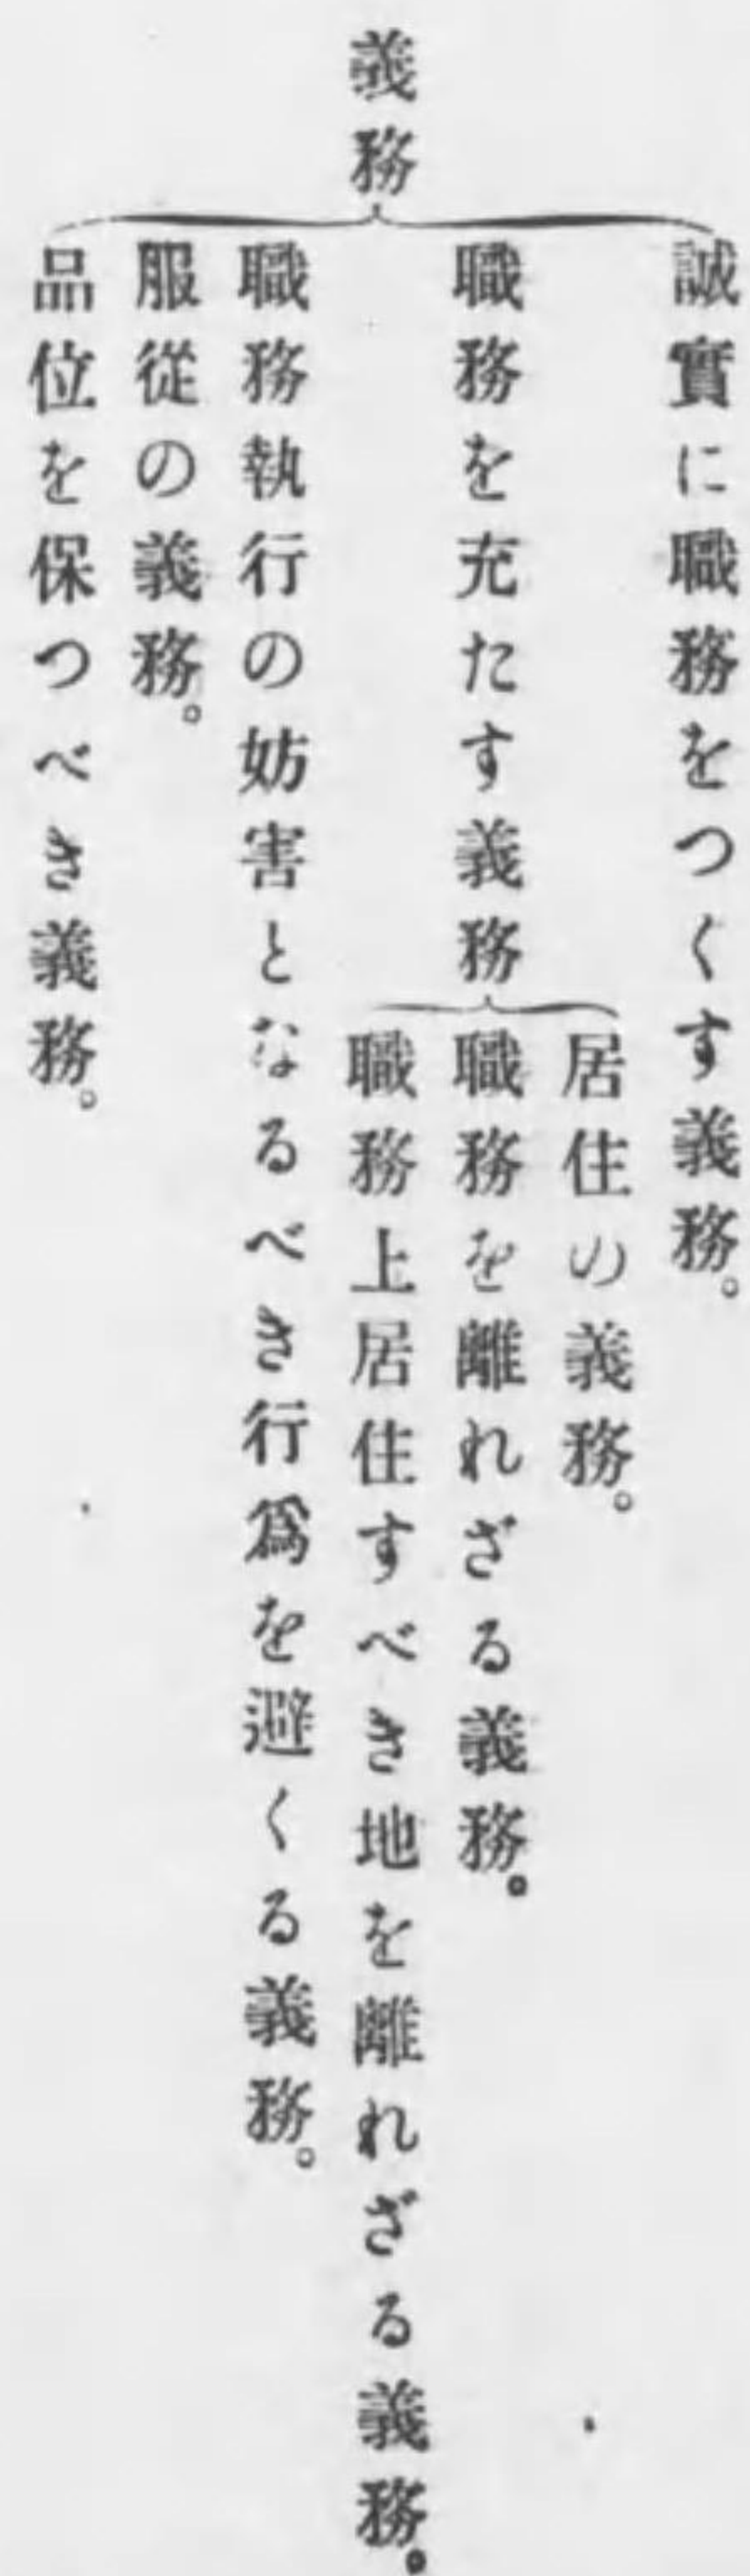 義務
誠實に職務をつくす義務。
職務を充たす義務
居住の義務。
職務を離れざる義務。
職務上居住すべき地を離れざる義務。
職務執行の妨害となるべき行爲を避くる義務。
服從の義務。
品位を保つべき義務。